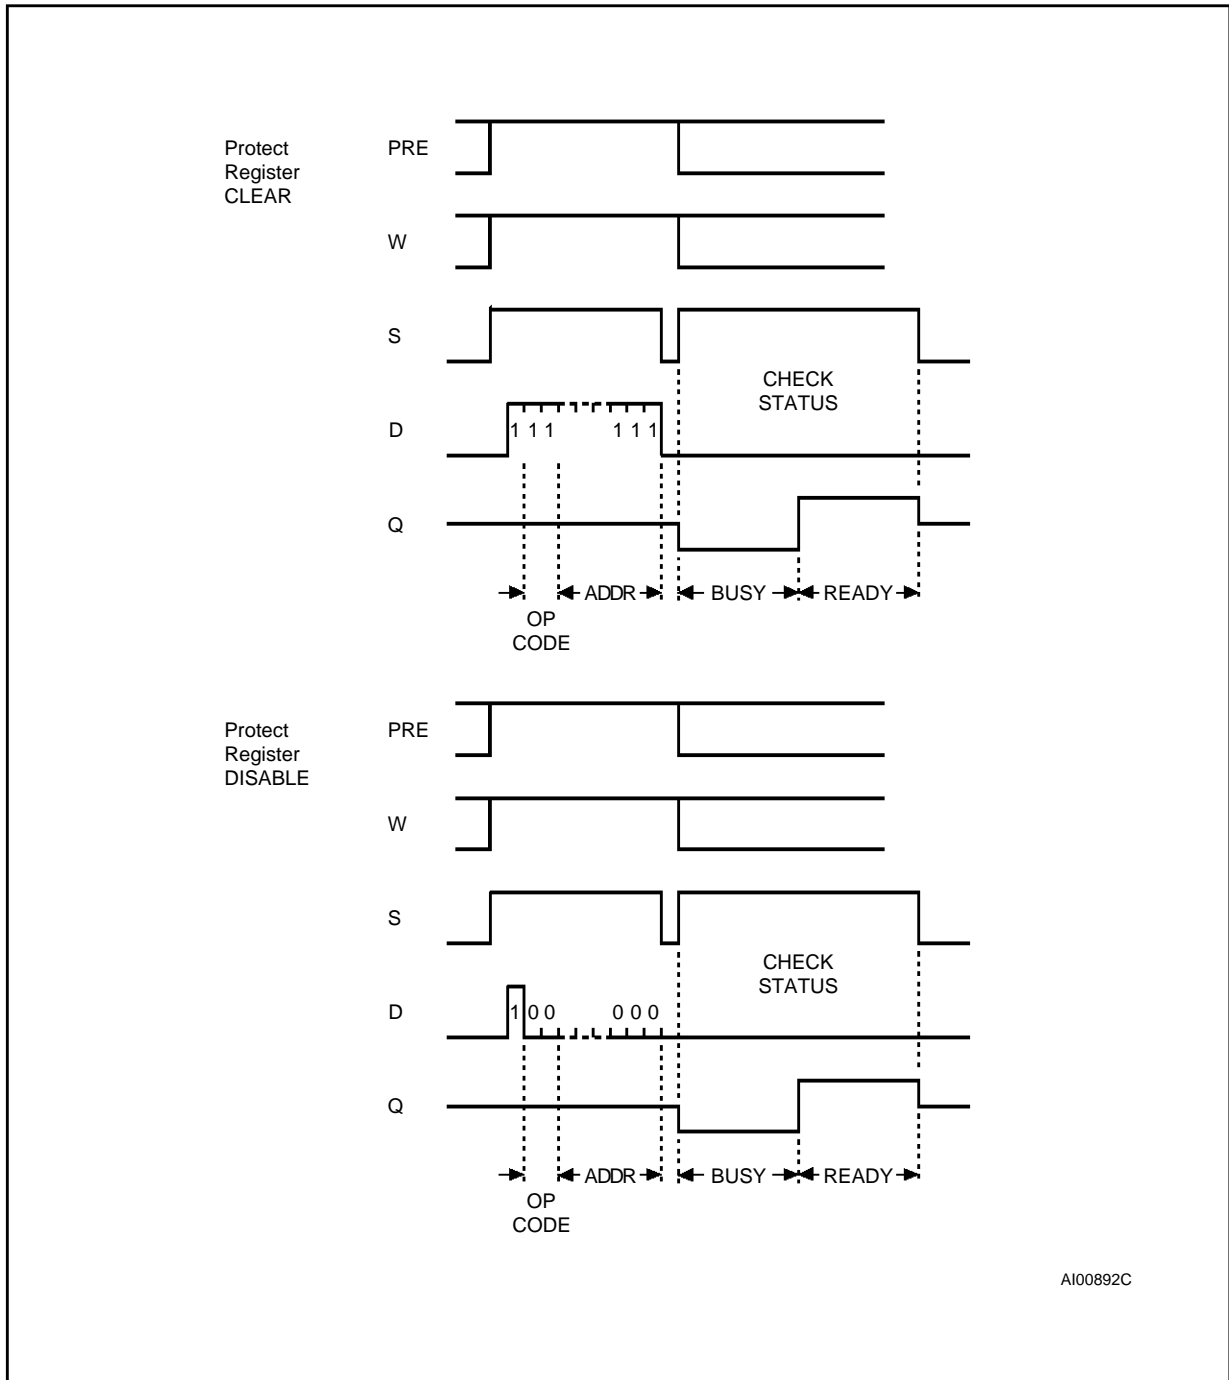 Protect
Register
CLEAR
PRE
W
S
CHECK
STATUS
D
1 1 1 1 1 1
Q
ADDR BUSY READY
OP
CODE
Protect
Register
DISABLE
PRE
W
S
CHECK
STATUS
D
1 0 0 0 0 0
Q
ADDR BUSY READY
OP
CODE
AI00892C